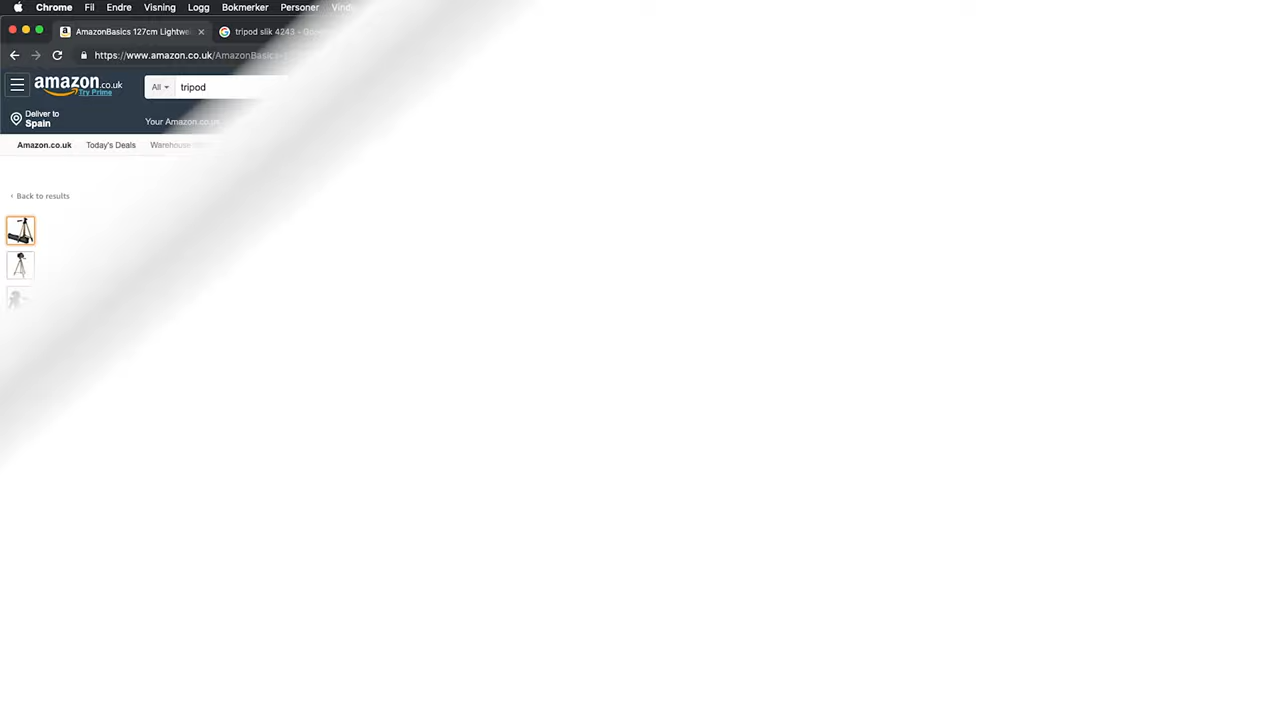 Chrome Fil Endre Visning Logg Bokmerker Personer
AmazonBasics 127cm Lightwe tripod slik 4243
https://www.amazon.co.uk/AmazonBasics-
amazon.co.uk
Try Prime
All tripod
Deliver to
Spain
Your Amazon.co.uk
Amazon.co.uk Today's Deals Warehouse
‹ Back to results